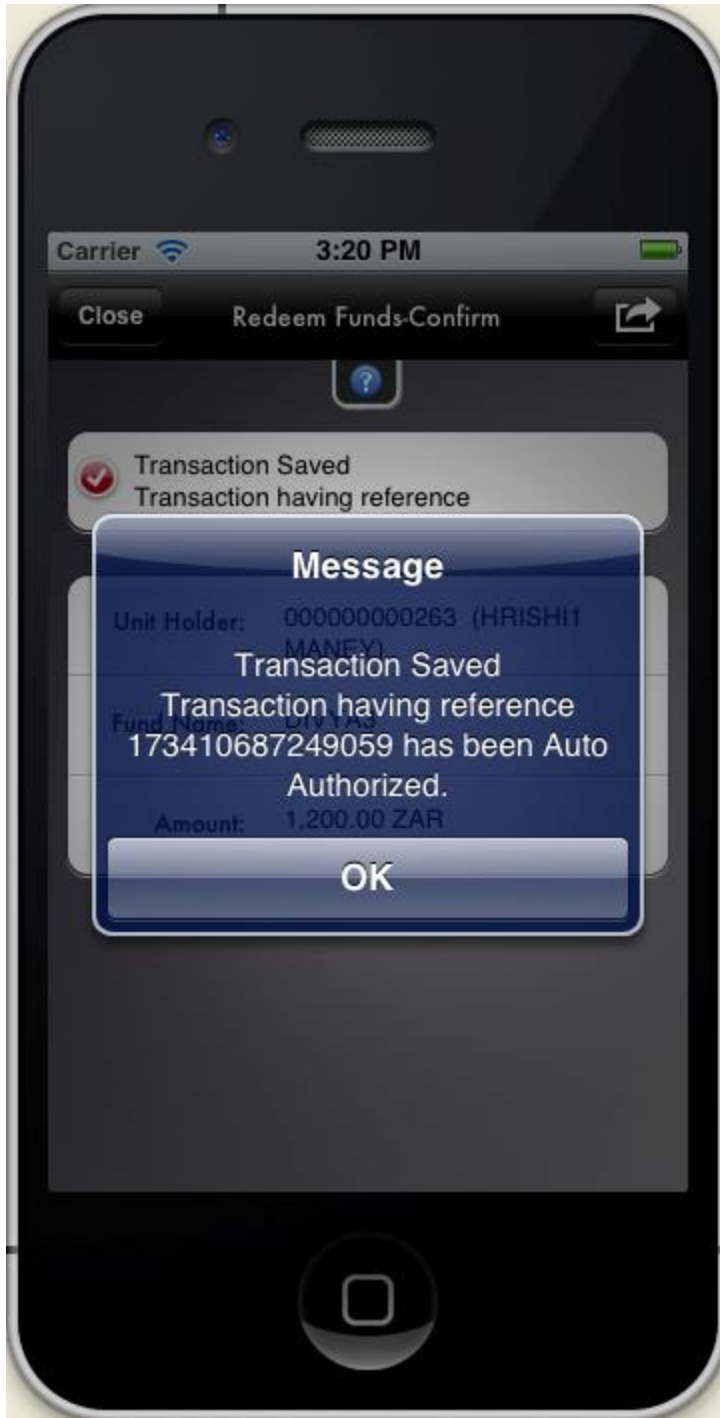 Carrier 3:20 PM
Close Redeem Funds-Confirm
Transaction Saved
Transaction having reference
Message
Unit Holder: 000000000263 (HRISHI1
MANEY)
Transaction Saved
Transaction having reference
Fund Name: DIVYA3
173410687249059 has been Auto
Authorized.
Amount: 1,200.00 ZAR
OK